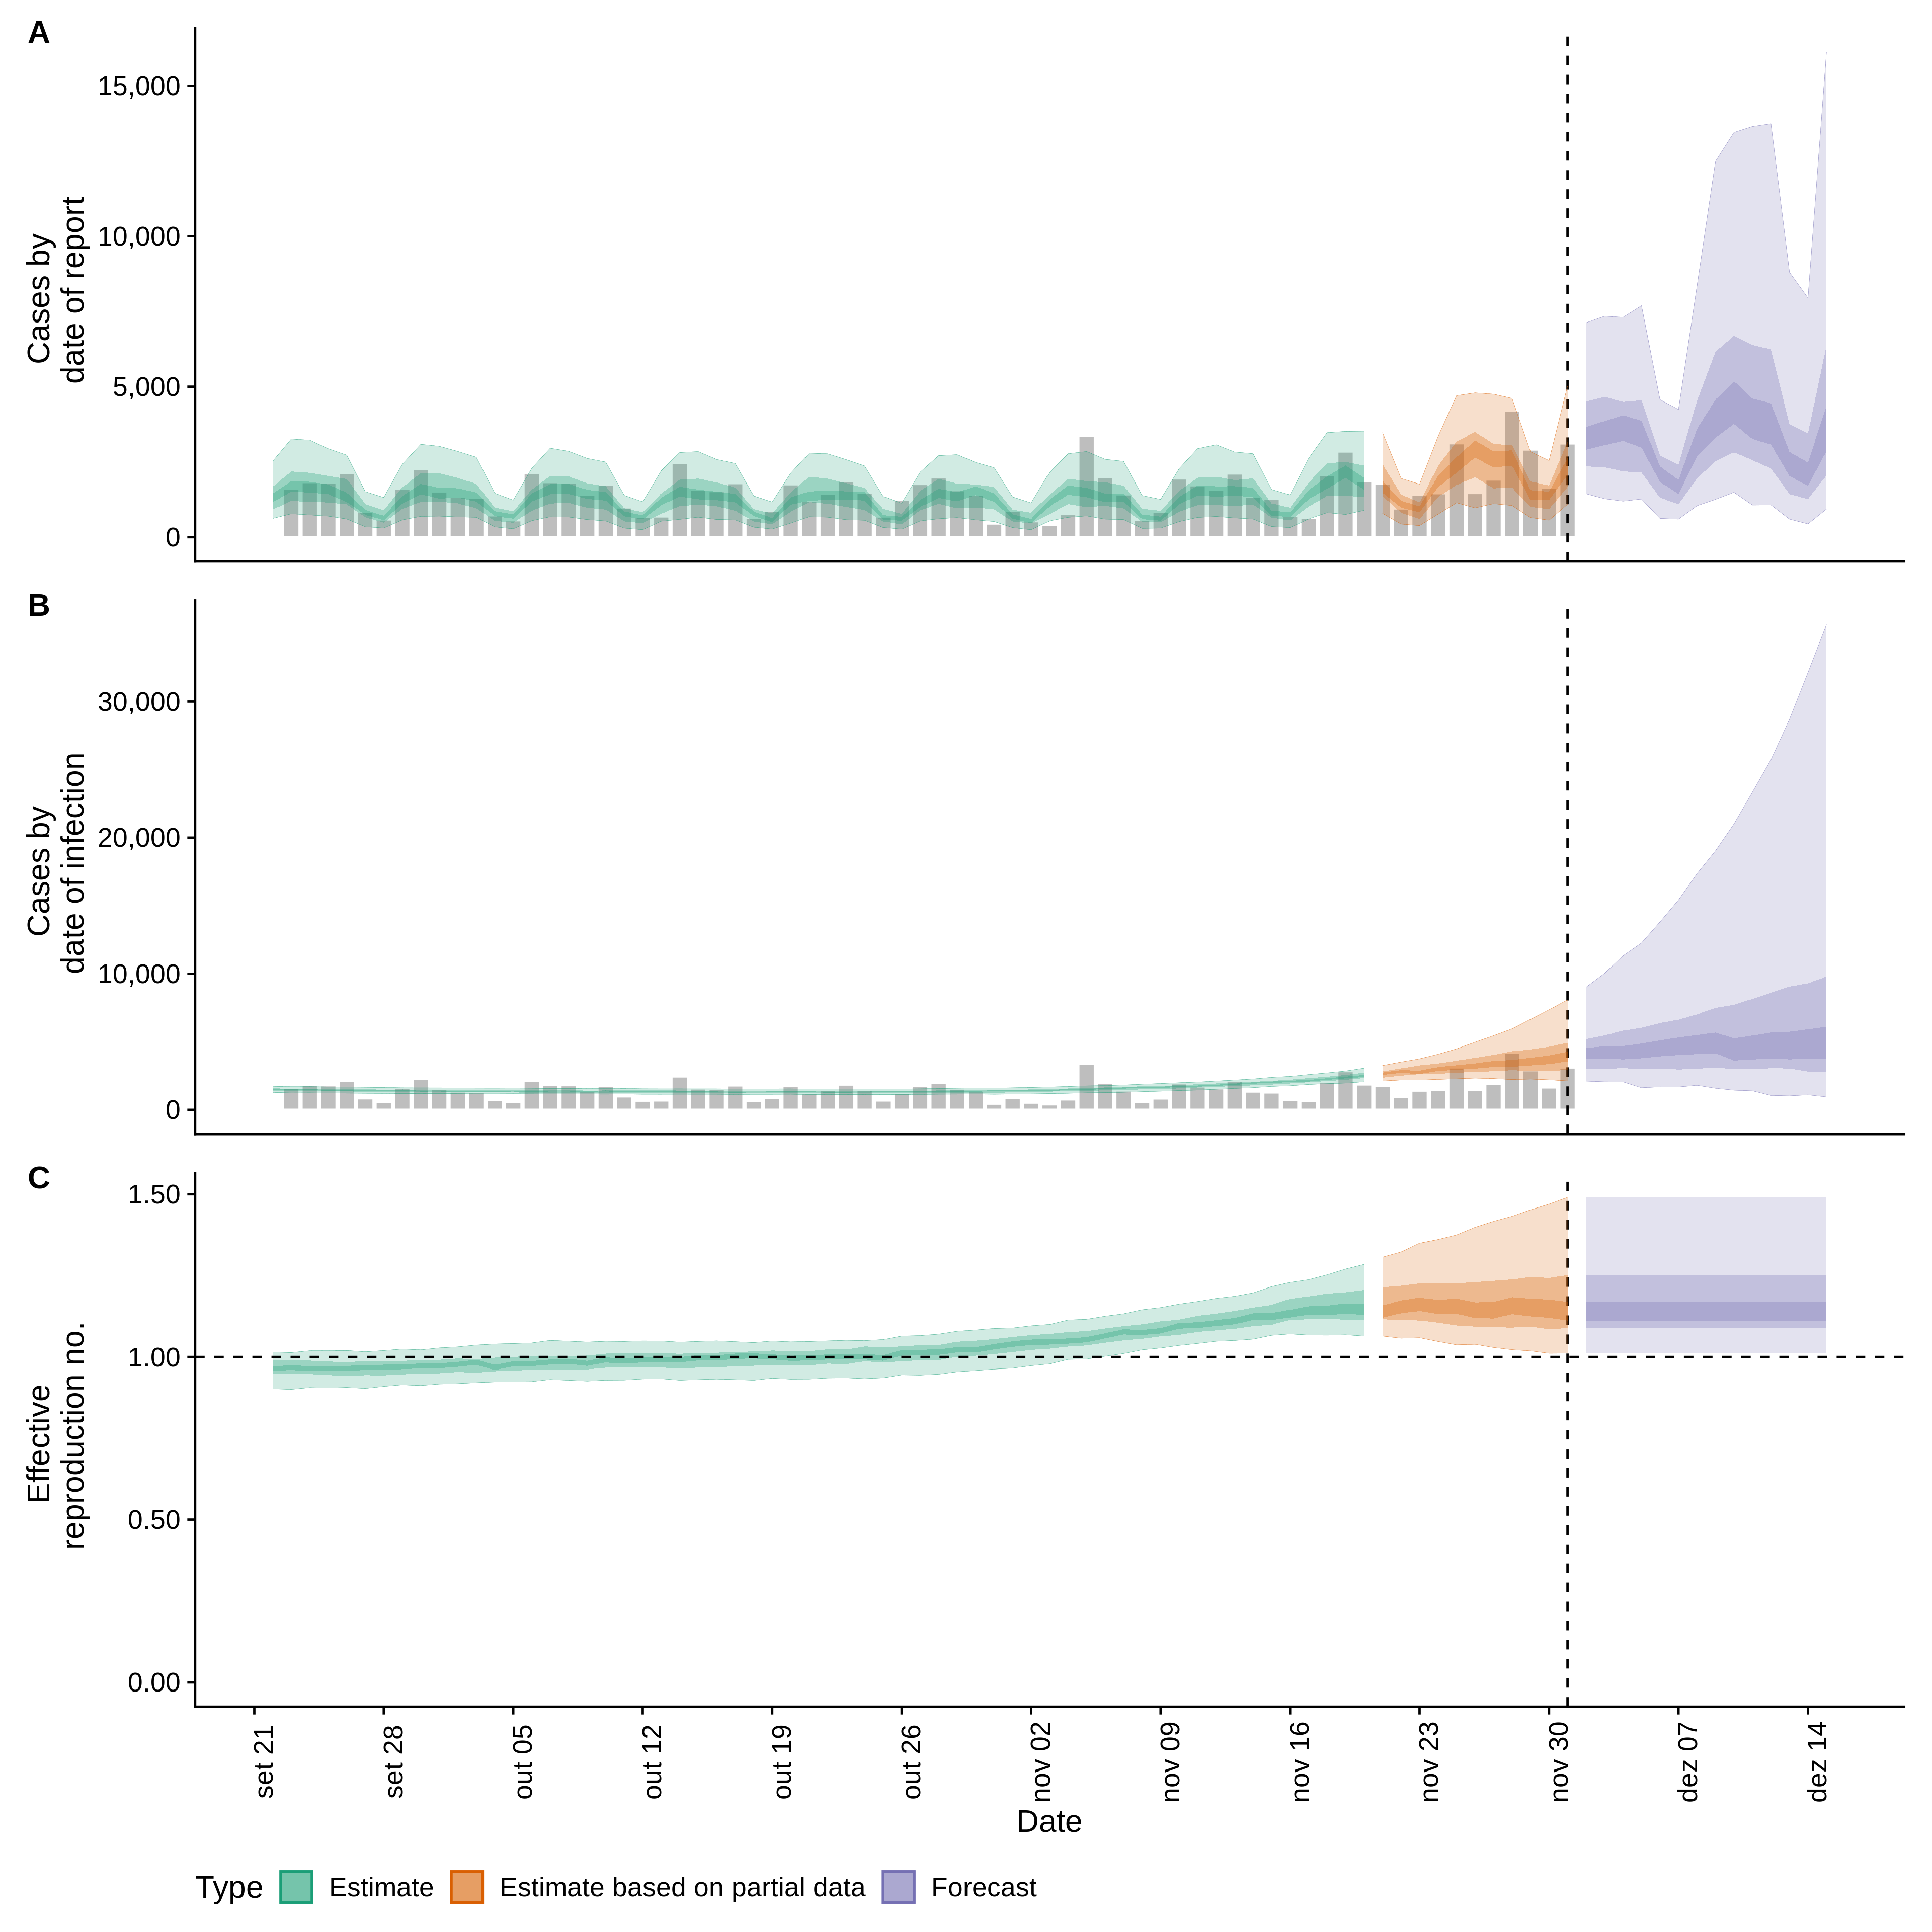 A
15,000
10,000
5,000
0
Cases by
date of report
B
30,000
20,000
10,000
0
Cases by
date of infection
C
1.50
1.00
0.50
0.00
Effective
reproduction no.
set 21
set 28
out 05
out 12
out 19
out 26
nov 02
nov 09
nov 16
nov 23
nov 30
dez 07
dez 14
Date
Type Estimate Estimate based on partial data Forecast